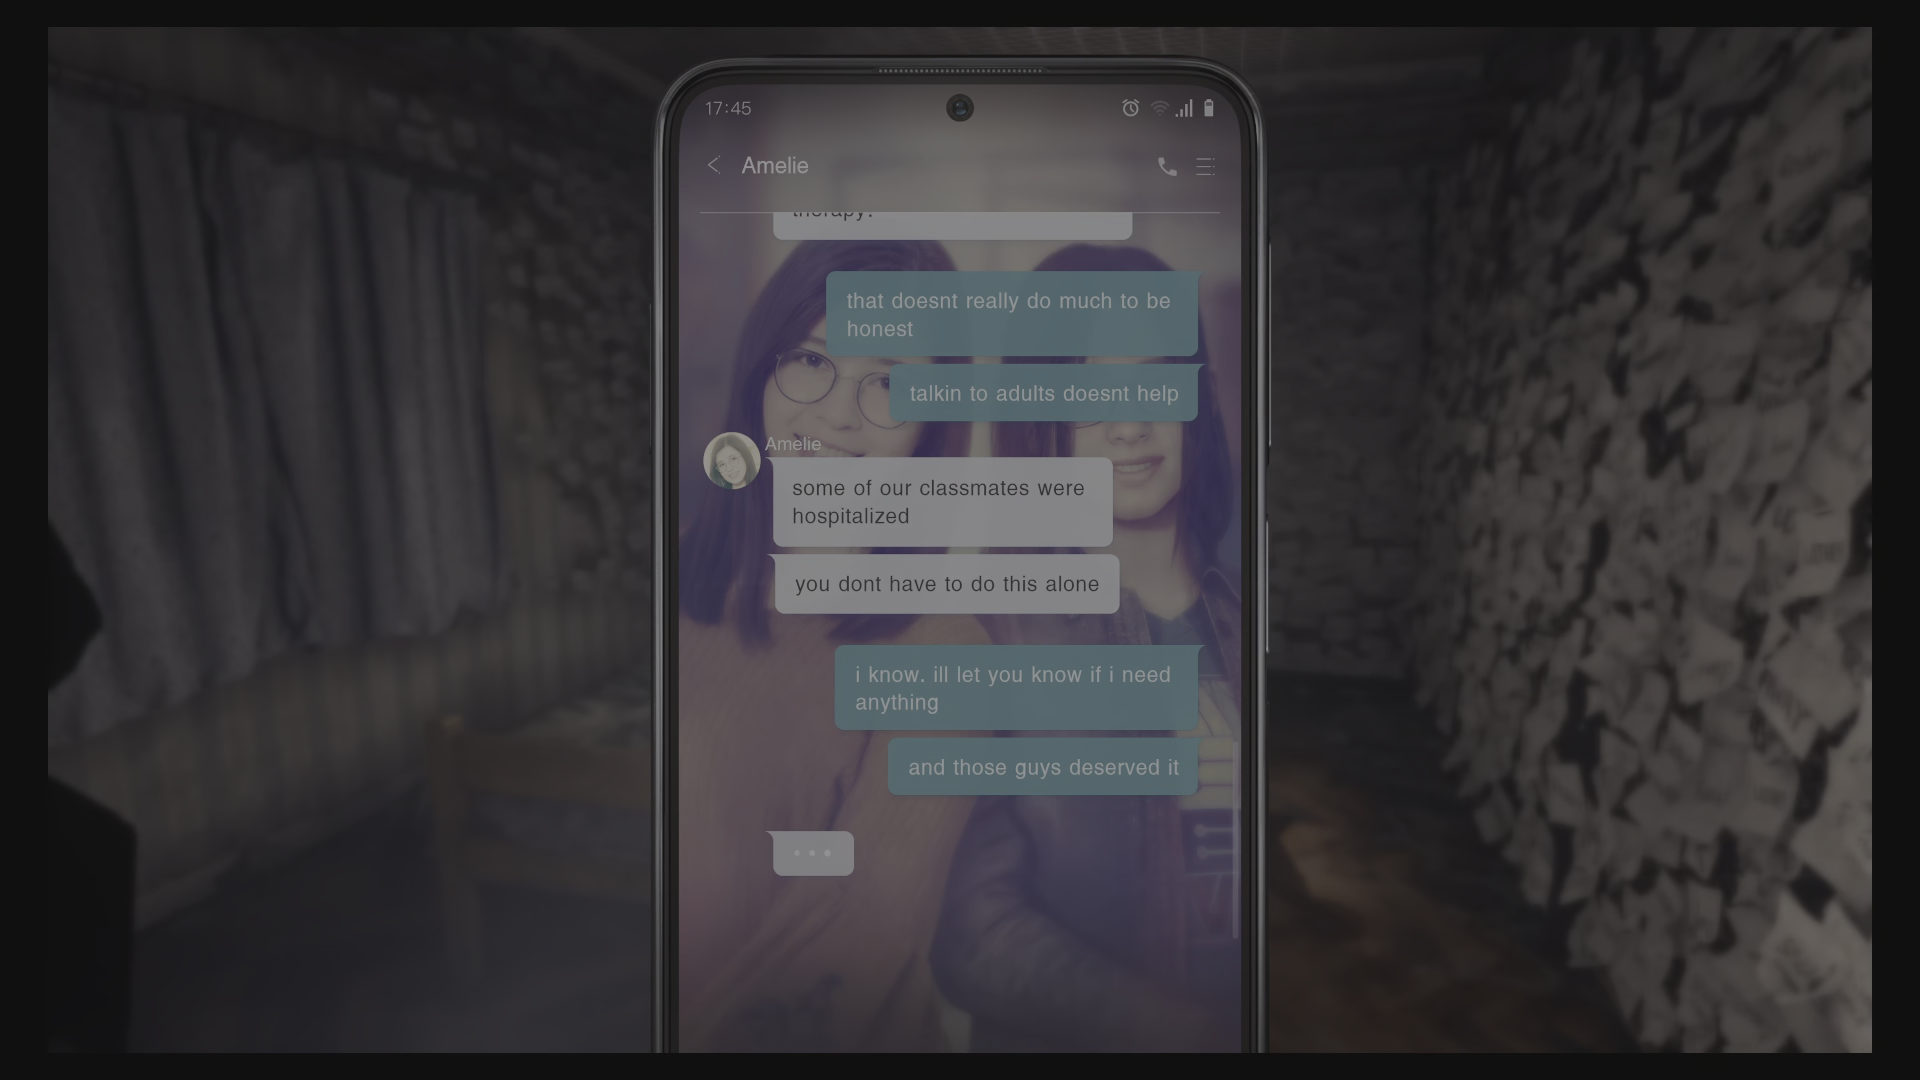 17:45
Amelie
therapy?
that doesnt really do much to be
honest
talkin to adults doesnt help
Amelie
some of our classmates were
hospitalized
you dont have to do this alone
i know. ill let you know if i need
anything
and those guys deserved it